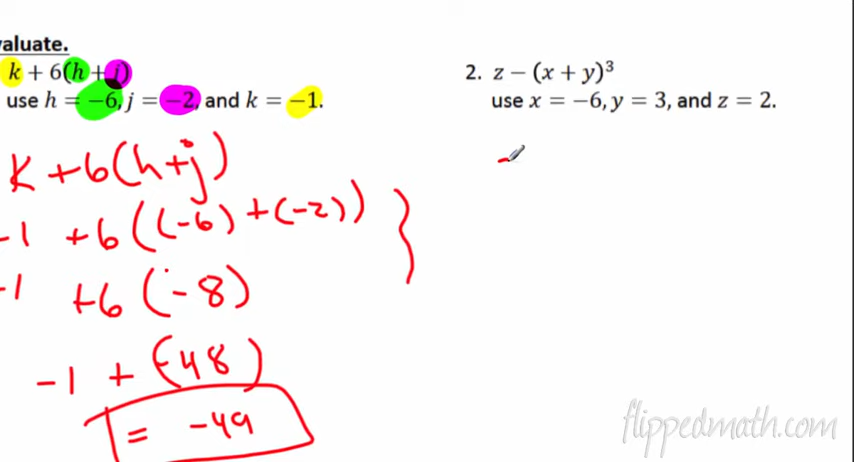 valuate.
k + 6(h + j)
use h = −6, j = −2, and k = −1.
k + 6(h + j)
-1 + 6((-6) + (-2))
-1 + 6(-8)
-1 + (-48)
= -49
2. z − (x + y)³
use x = −6, y = 3, and z = 2.
flippedmath.com